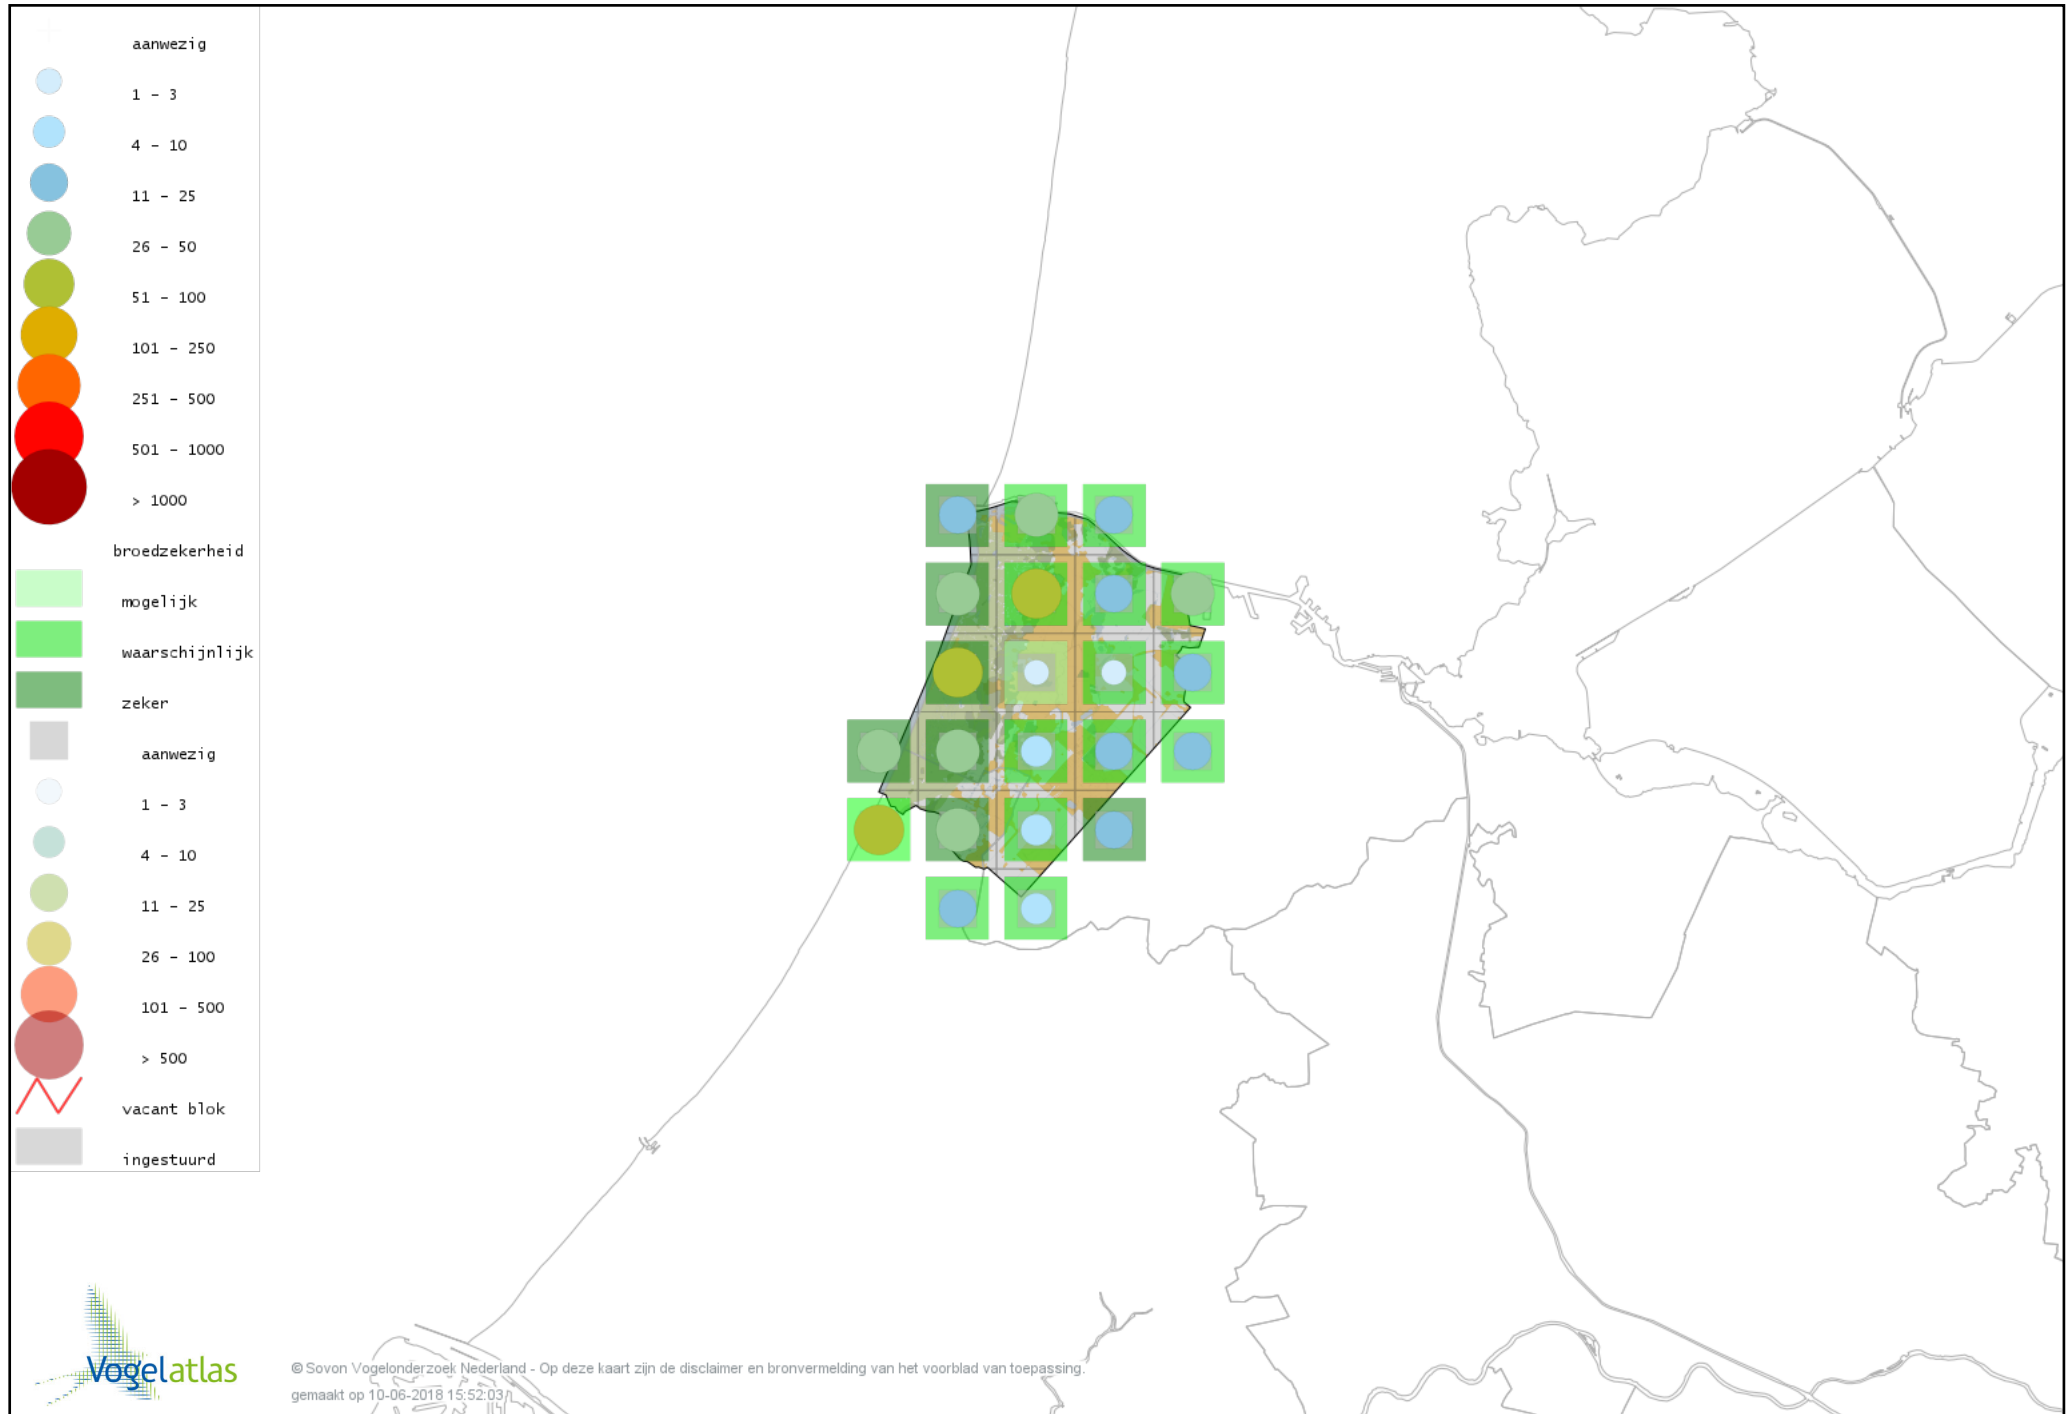 aanwezig
1 - 3
4 - 10
11 - 25
26 - 50
51 - 100
101 - 250
251 - 500
501 - 1000
> 1000
broedzekerheid
mogelijk
waarschijnlijk
zeker
aanwezig
1 - 3
4 - 10
11 - 25
26 - 100
101 - 500
> 500
vacant blok
ingestuurd
Vogelatlas
© Sovon Vogelonderzoek Nederland - Op deze kaart zijn de disclaimer en bronvermelding van het voorblad van toepassing.
gemaakt op 10-06-2018 15:52:03